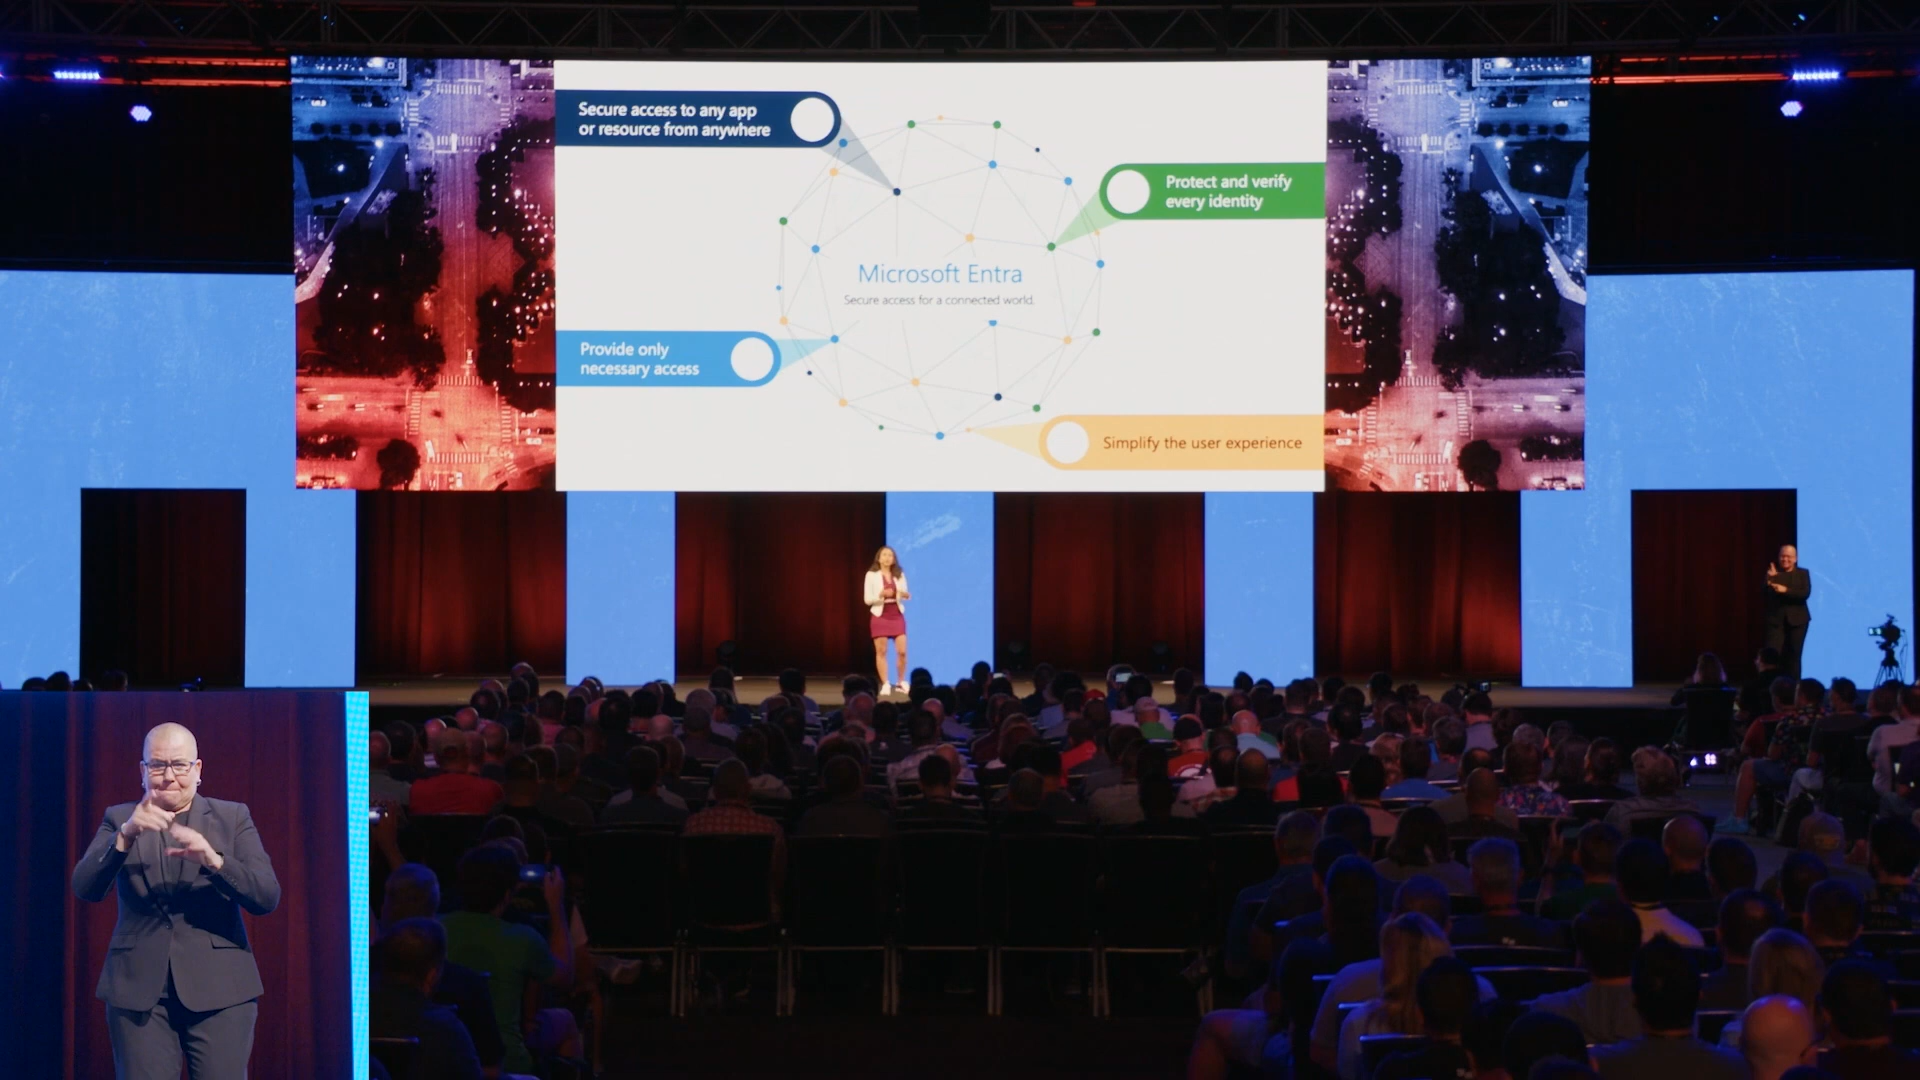 Secure access to any app
or resource from anywhere
Protect and verify
every identity
Microsoft Entra
Secure access for a connected world.
Provide only
necessary access
Simplify the user experience